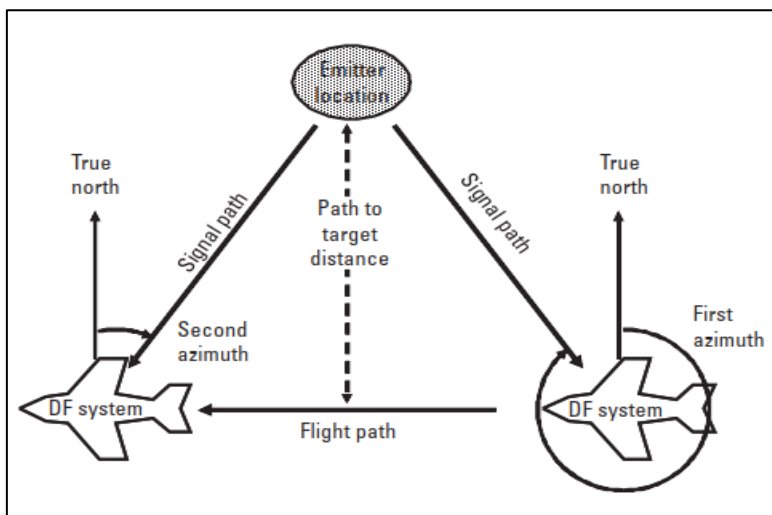 Emitter
location
True
north
True
north
Signal path
Signal path
Path to
target
distance
Second
azimuth
First
azimuth
DF system
DF system
Flight path